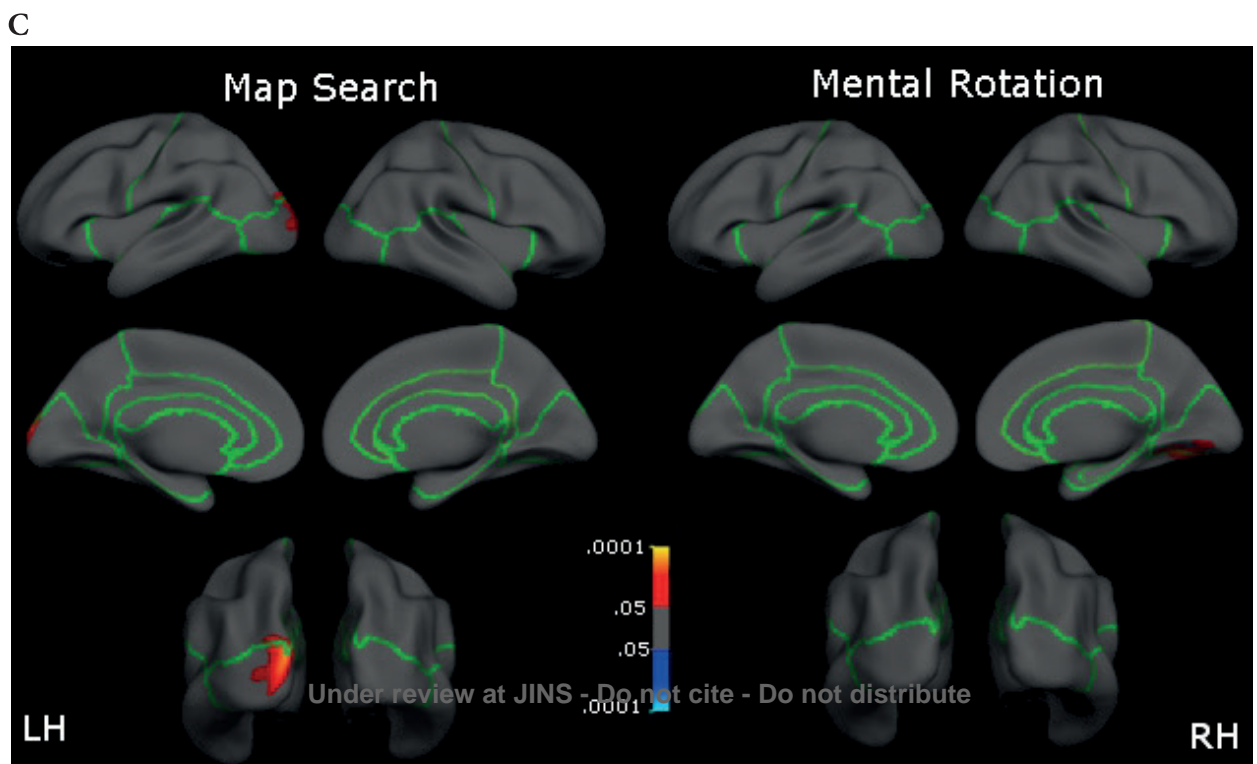 C
Map Search
Mental Rotation
.0001
.05
.05
.0001
Under review at JINS - Do not cite - Do not distribute
LH
RH